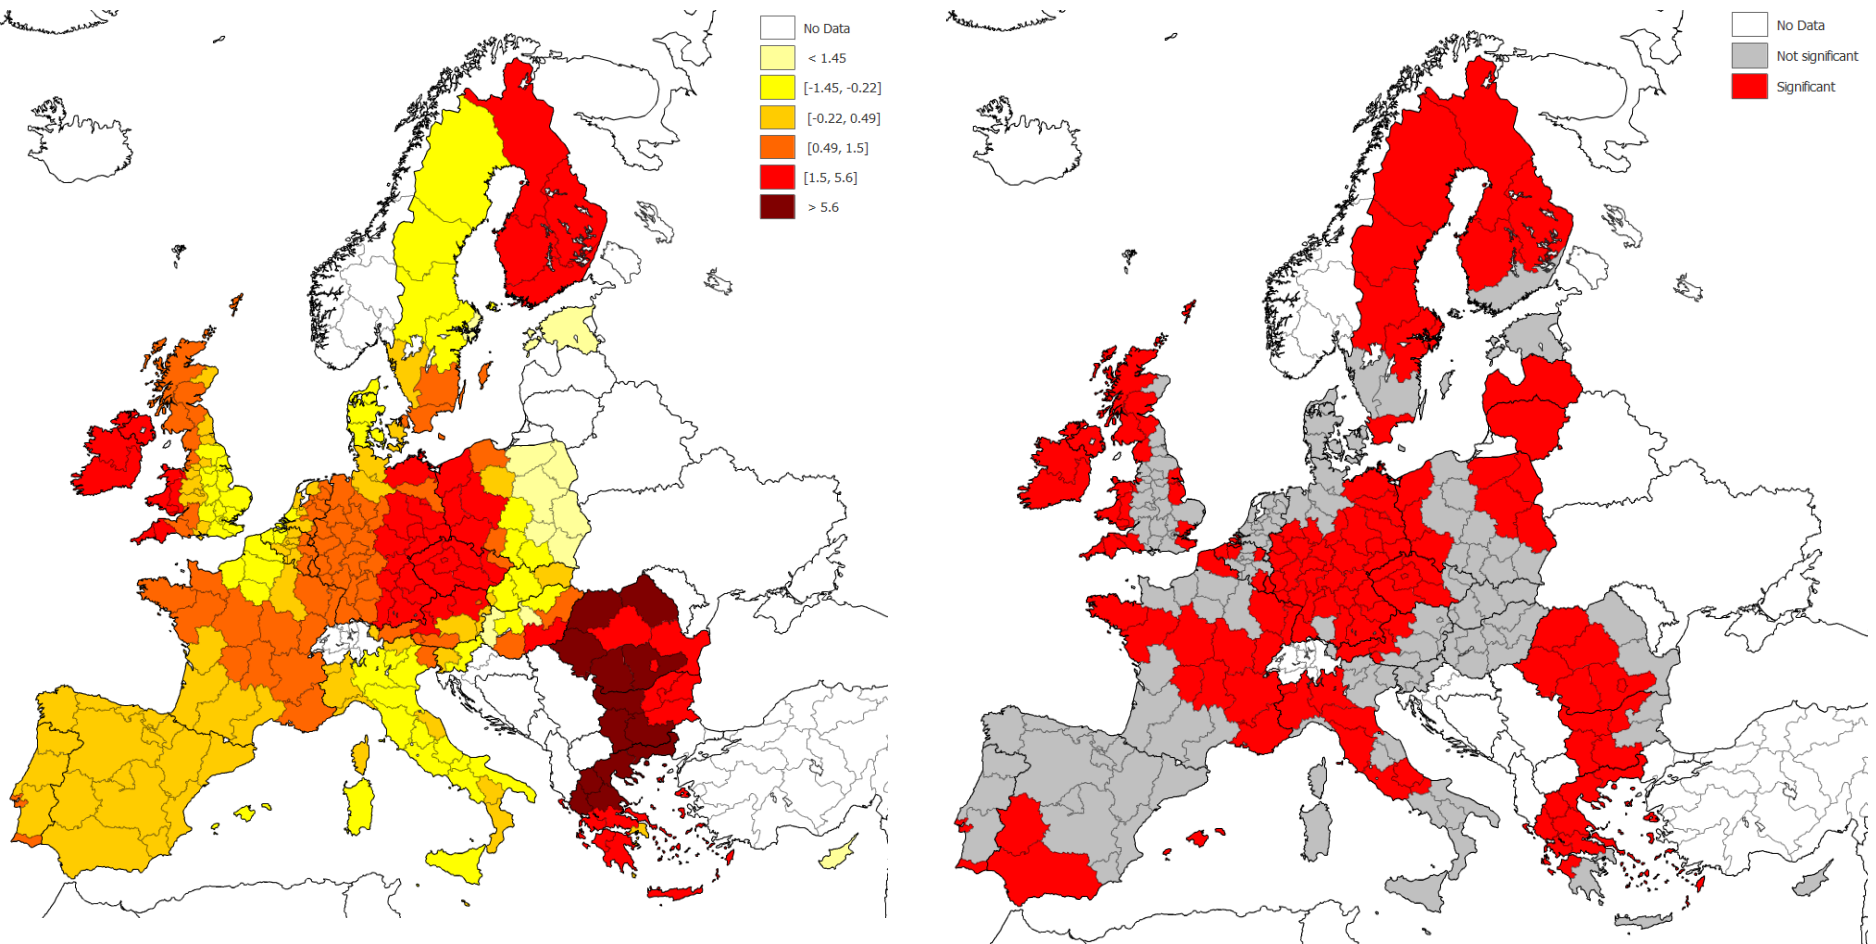 No Data
< 1.45
[-1.45, -0.22]
[-0.22, 0.49]
[0.49, 1.5]
[1.5, 5.6]
> 5.6
No Data
Not significant
Significant